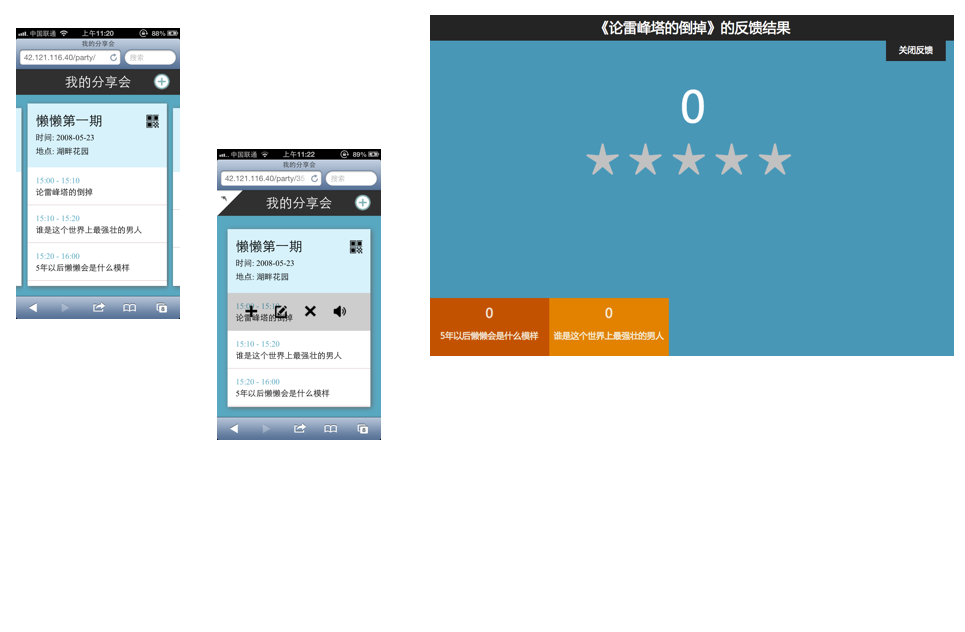 中国联通 上午11:20 88%
我的分享会
42.121.116.40/party/ 搜索
我的分享会
懒懒第一期
时间: 2008-05-23
地点: 湖畔花园
15:00 - 15:10
论雷峰塔的倒掉
15:10 - 15:20
谁是这个世界上最强壮的男人
15:20 - 16:00
5年以后懒懒会是什么模样
中国联通 上午11:22 89%
我的分享会
42.121.116.40/party/35 搜索
我的分享会
懒懒第一期
时间: 2008-05-23
地点: 湖畔花园
15:00 - 15:10
论雷峰塔的倒掉
15:10 - 15:20
谁是这个世界上最强壮的男人
15:20 - 16:00
5年以后懒懒会是什么模样
《论雷峰塔的倒掉》的反馈结果
关闭反馈
0
0
5年以后懒懒会是什么模样
0
谁是这个世界上最强壮的男人